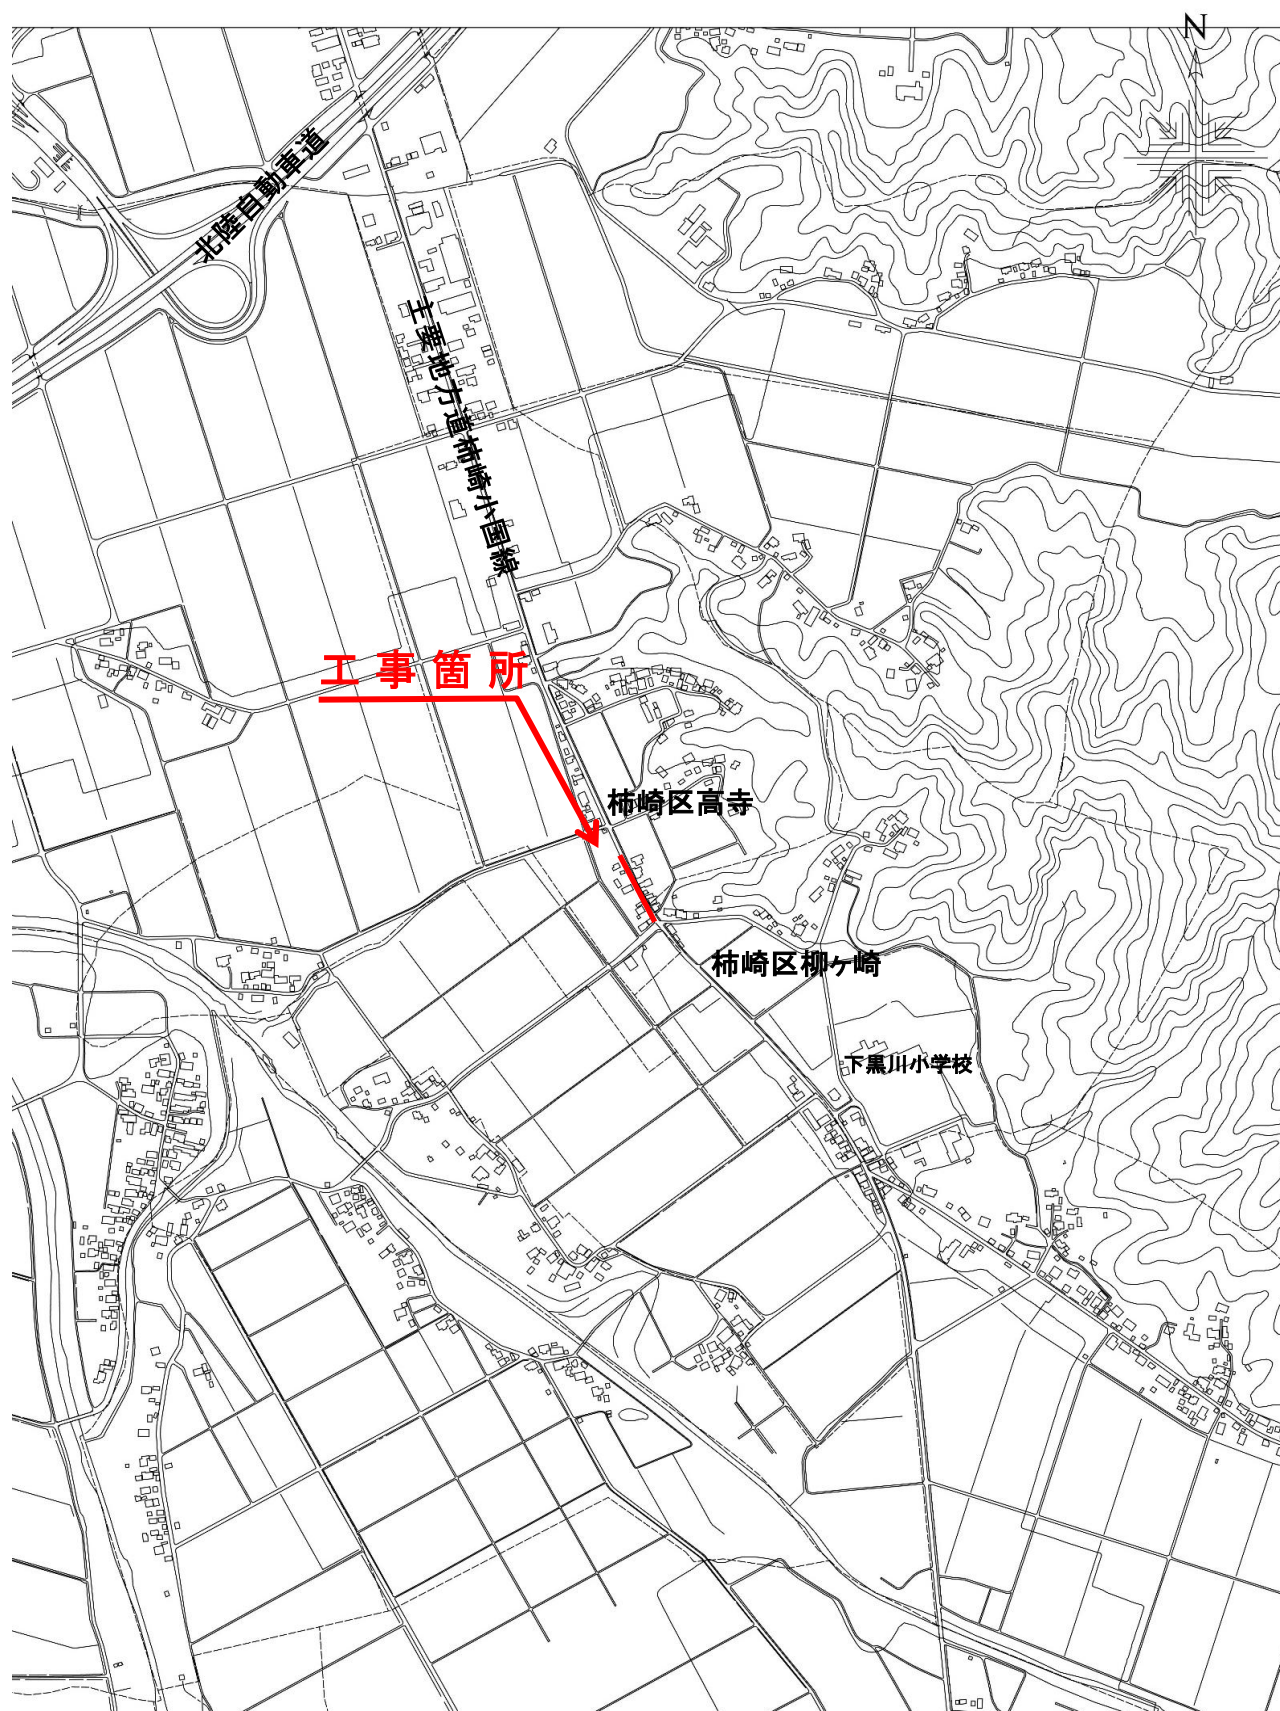 N
北陸自動車道
主要地方道柿崎小国線
工事箇所
柿崎区高寺
柿崎区柳ヶ崎
下黒川小学校